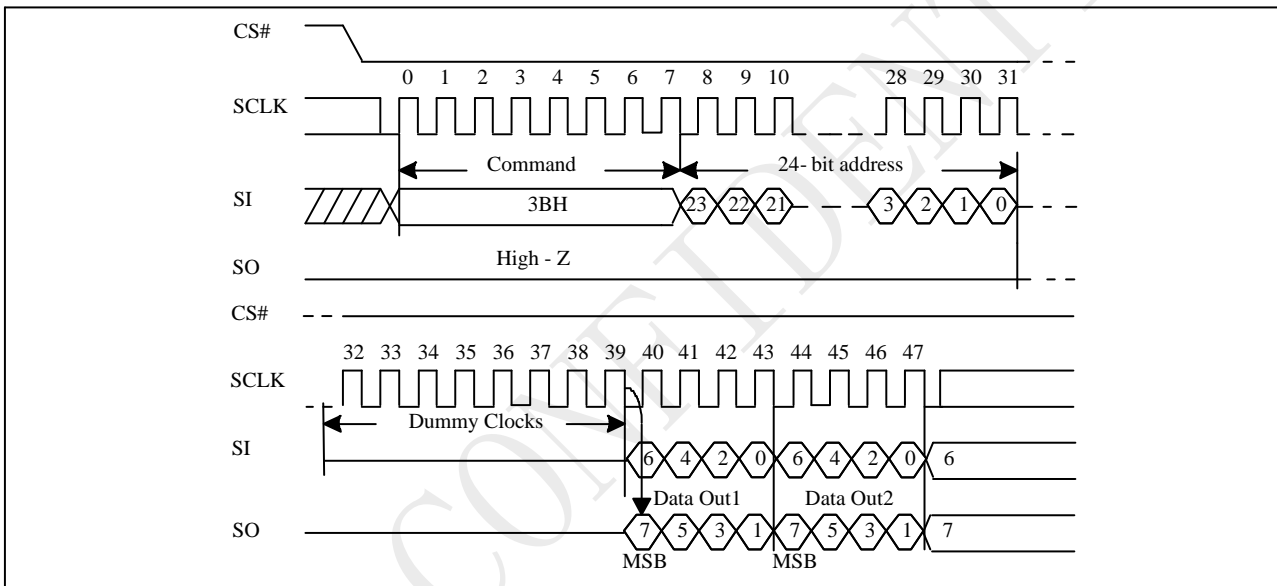 CS#
0 1 2 3 4 5 6 7 8 9 10 28 29 30 31
SCLK
Command 24- bit address
SI 3BH 23 22 21 3 2 1 0
High - Z
SO
CS#
32 33 34 35 36 37 38 39 40 41 42 43 44 45 46 47
SCLK
Dummy Clocks
SI 6 4 2 0 6 4 2 0 6
Data Out1 Data Out2
SO 7 5 3 1 7 5 3 1 7
MSB MSB
CONFIDENT